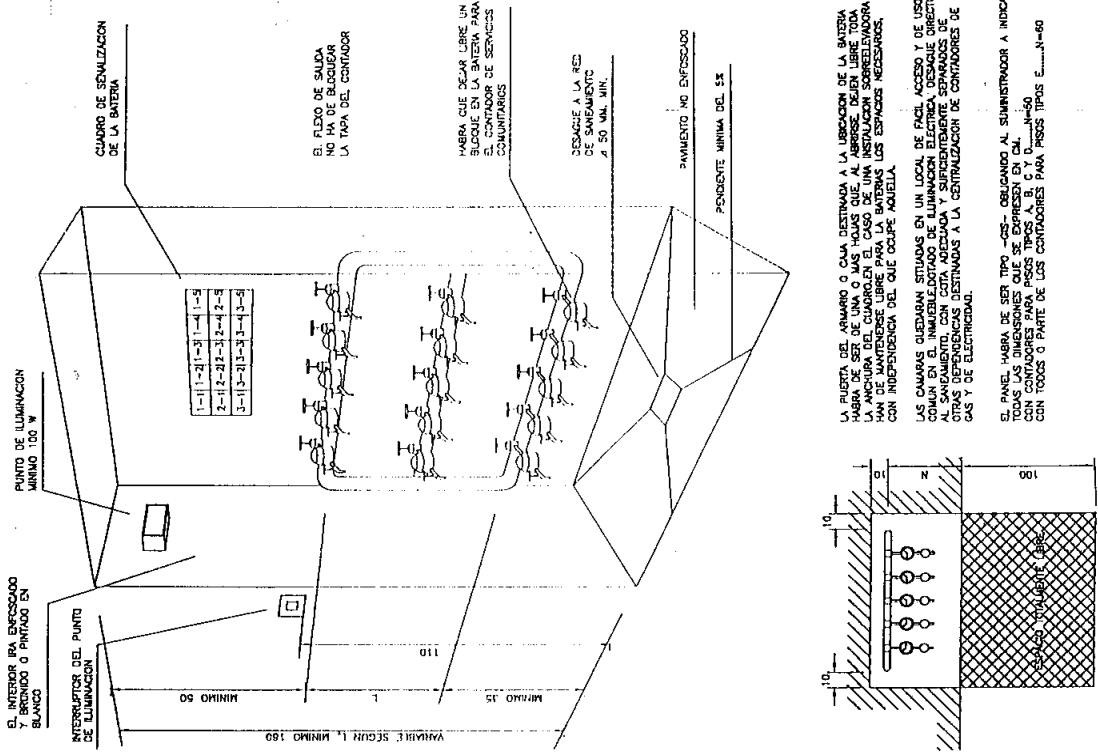 EL INTERIOR IRA ENFOSCADO
Y BRONIDO O PINTADO EN
BLANCO
PUNTO DE ILUMINACION
MINIMO 100 W
CUADRO DE SEÑALIZACION
DE LA BATERIA
INTERRUPTOR DEL PUNTO
DE ILUMINACION
1-1 1-2 1-3 1-4 1-5
2-1 2-2 2-3 2-4 2-5
3-1 3-2 3-3 3-4 3-5
EL FLEXO DE SALIDA
NO HA DE BLOQUEAR
LA TAPA DEL CONTADOR
HABRA QUE DEJAR LIBRE UN
BLOQUE EN LA BATERIA PARA
EL CONTADOR DE SERVICIOS
COMUNITARIOS
DESAGUE A LA RED
DE SANEAMIENTO
50 MM. MIN.
PAVIMENTO NO ENFOSCADO
PENDIENTE MINIMA DEL 5%
VARIABLE SEGUN L, MINIMO 180
MINIMO 50
L
MINIMO 35
110
10
10
10
N
100
ESPACIO TOTALMENTE LIBRE
LA PUERTA DEL ARMARIO O CAJA DESTINADA A LA UBICACION DE LA BATERIA
HABRA DE SER DE UNA O MAS HOJAS QUE, AL ABRIRSE, DEJEN LIBRE TODA
LA ANCHURA DEL CUADRO.EN EL CASO DE UNA INSTALACION SOBREELEVADORA
HAN DE MANTENERSE LIBRE PARA LA BATERIAS LOS ESPACIOS NECESARIOS,
CON INDEPENDENCIA DEL QUE OCUPE AQUELLA.
LAS CAMARAS QUEDARAN SITUADAS EN UN LOCAL DE FACIL ACCESO Y DE USO
COMUN EN EL INMUEBLE,DOTADO DE ILUMINACION ELECTRICA, DESAGUE DIRECTO
AL SANEAMIENTO, CON COTA ADECUADA Y SUFICIENTEMENTE SEPARADOS DE
OTRAS DEPENDENCIAS DESTINADAS A LA CENTRALIZACION DE CONTADORES DE
GAS Y DE ELECTRICIDAD.
EL PANEL HABRA DE SER TIPO -CIS- OBLIGANDO AL SUMINISTRADOR A INDICA
TODAS LAS DIMENSIONES QUE SE EXPRESEN EN CM.
CON CONTADORES PARA PISOS TIPOS A, B, C Y D____N=50
CON TODOS O PARTE DE LOS CONTADORES PARA PISOS TIPOS E____N=60